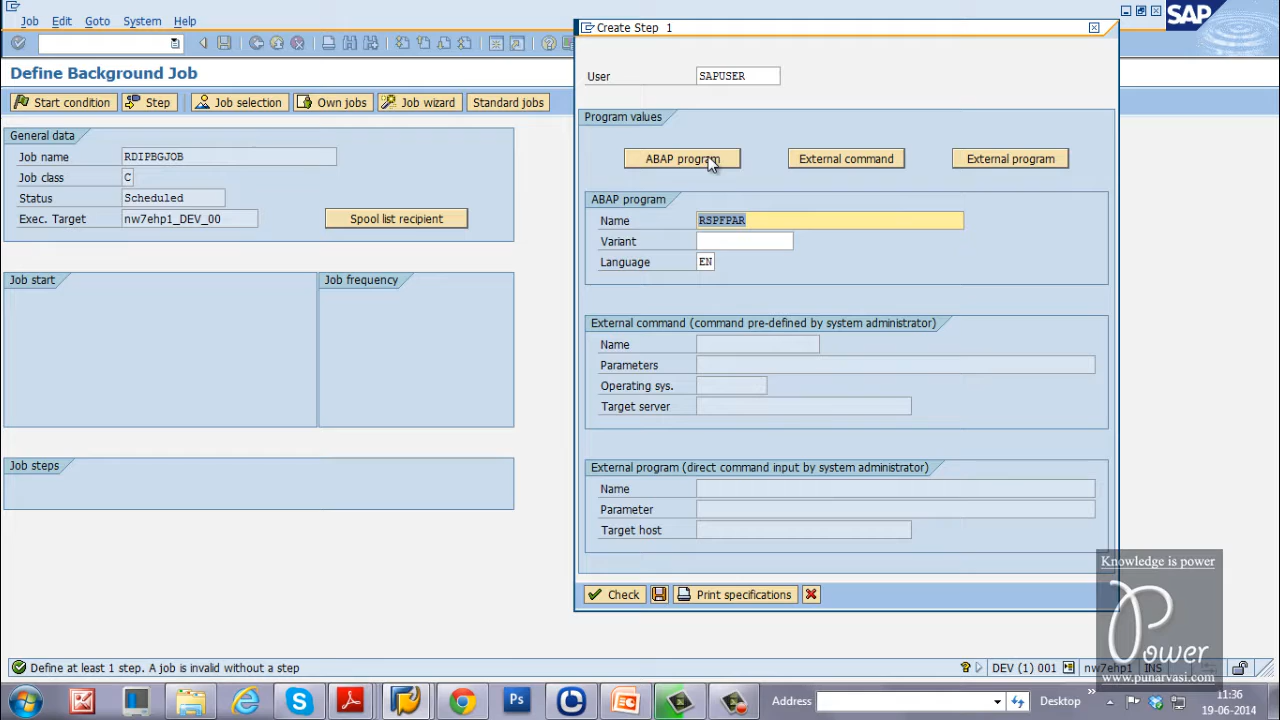 Job Edit Goto System Help
SAP
Define Background Job
Start condition Step Job selection Own jobs Job wizard Standard jobs
General data
Job name RDIPBGJOB
Job class C
Status Scheduled
Exec. Target nw7ehp1_DEV_00 Spool list recipient
Job start Job frequency
Job steps
Create Step 1
User SAPUSER
Program values
ABAP program External command External program
ABAP program
Name RSPFPAR
Variant
Language EN
External command (command pre-defined by system administrator)
Name
Parameters
Operating sys.
Target server
External program (direct command input by system administrator)
Name
Parameter
Target host
Check Print specifications
Knowledge is power
Power
www.punarvasi.com
Define at least 1 step. A job is invalid without a step
DEV (1) 001 nw7ehp1 INS
Ps Address Desktop
11:36
19-06-2014